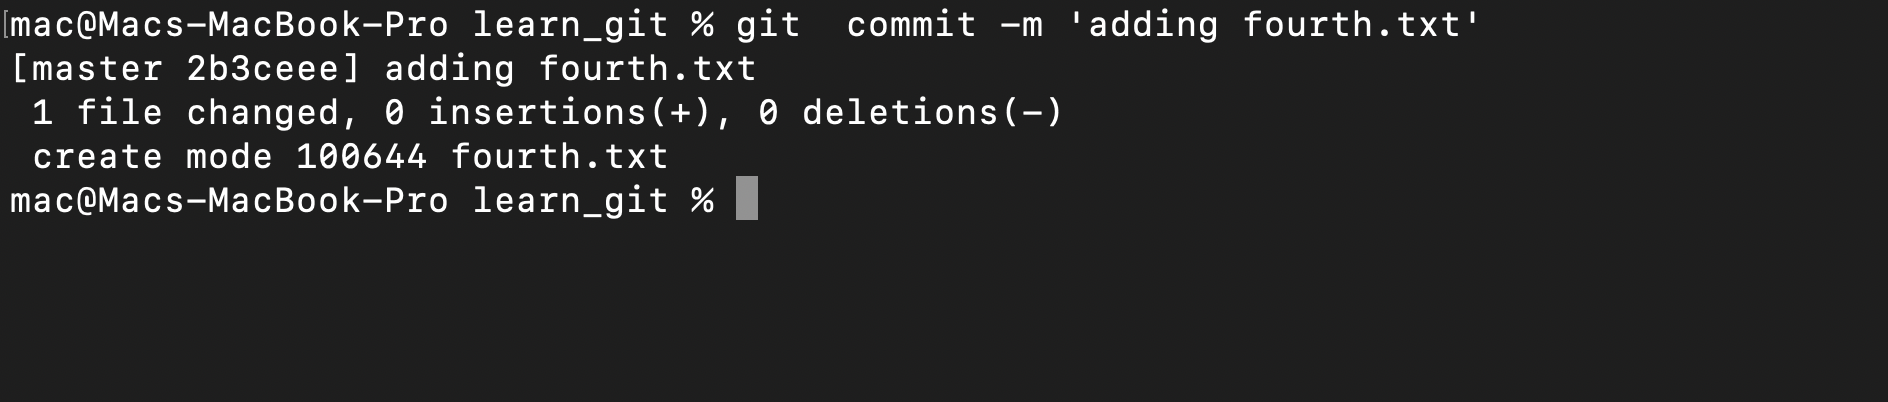 [mac@Macs-MacBook-Pro learn_git % git  commit -m 'adding fourth.txt'
[master 2b3ceee] adding fourth.txt
 1 file changed, 0 insertions(+), 0 deletions(-)
 create mode 100644 fourth.txt
mac@Macs-MacBook-Pro learn_git %